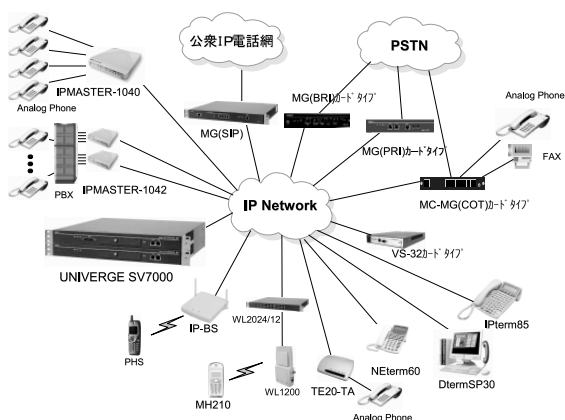 公衆IP電話網
PSTN
IPMASTER-1040
Analog Phone
MG(SIP)
MG(BRI)ｶｰﾄﾞﾀｲﾌﾟ
MG(PRI)ｶｰﾄﾞﾀｲﾌﾟ
Analog Phone
FAX
PBX
IPMASTER-1042
MC-MG(COT)ｶｰﾄﾞﾀｲﾌﾟ
IP Network
UNIVERGE SV7000
VS-32ｶｰﾄﾞﾀｲﾌﾟ
IP-BS
WL2024/12
IPterm85
PHS
NEterm60
DtermSP30
MH210
WL1200
TE20-TA
Analog Phone